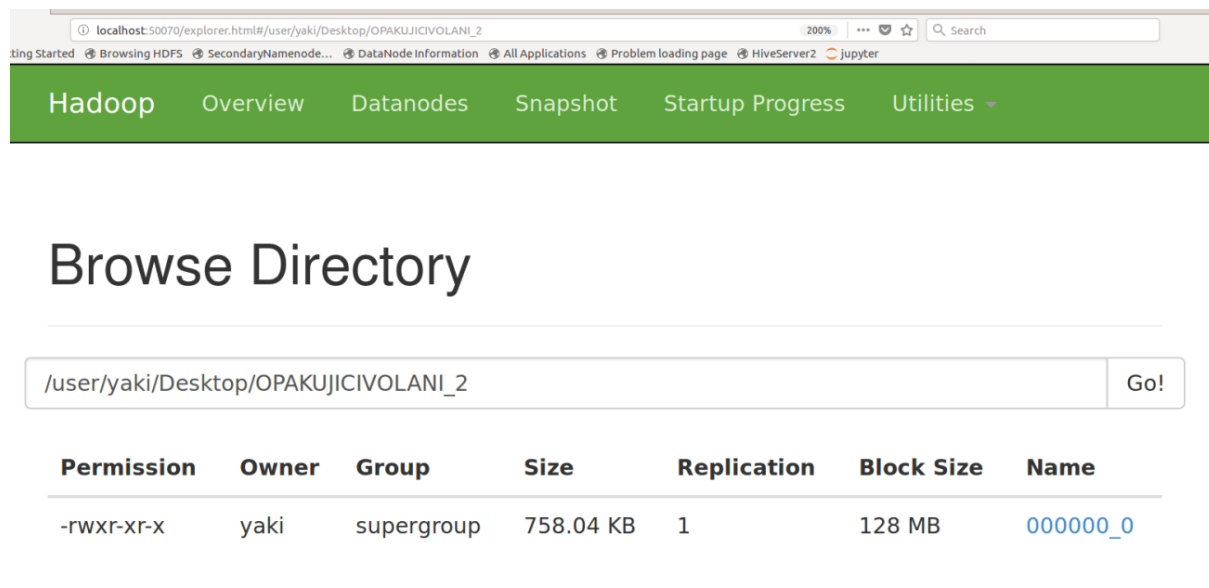 localhost:50070/explorer.html#/user/yaki/Desktop/OPAKUJICIVOLANI_2 200% Search
ting Started Browsing HDFS SecondaryNamenode... DataNode Information All Applications Problem loading page HiveServer2 jupyter
Hadoop Overview Datanodes Snapshot Startup Progress Utilities
Browse Directory
/user/yaki/Desktop/OPAKUJICIVOLANI_2 Go!
Permission Owner Group Size Replication Block Size Name
-rwxr-xr-x yaki supergroup 758.04 KB 1 128 MB 000000_0